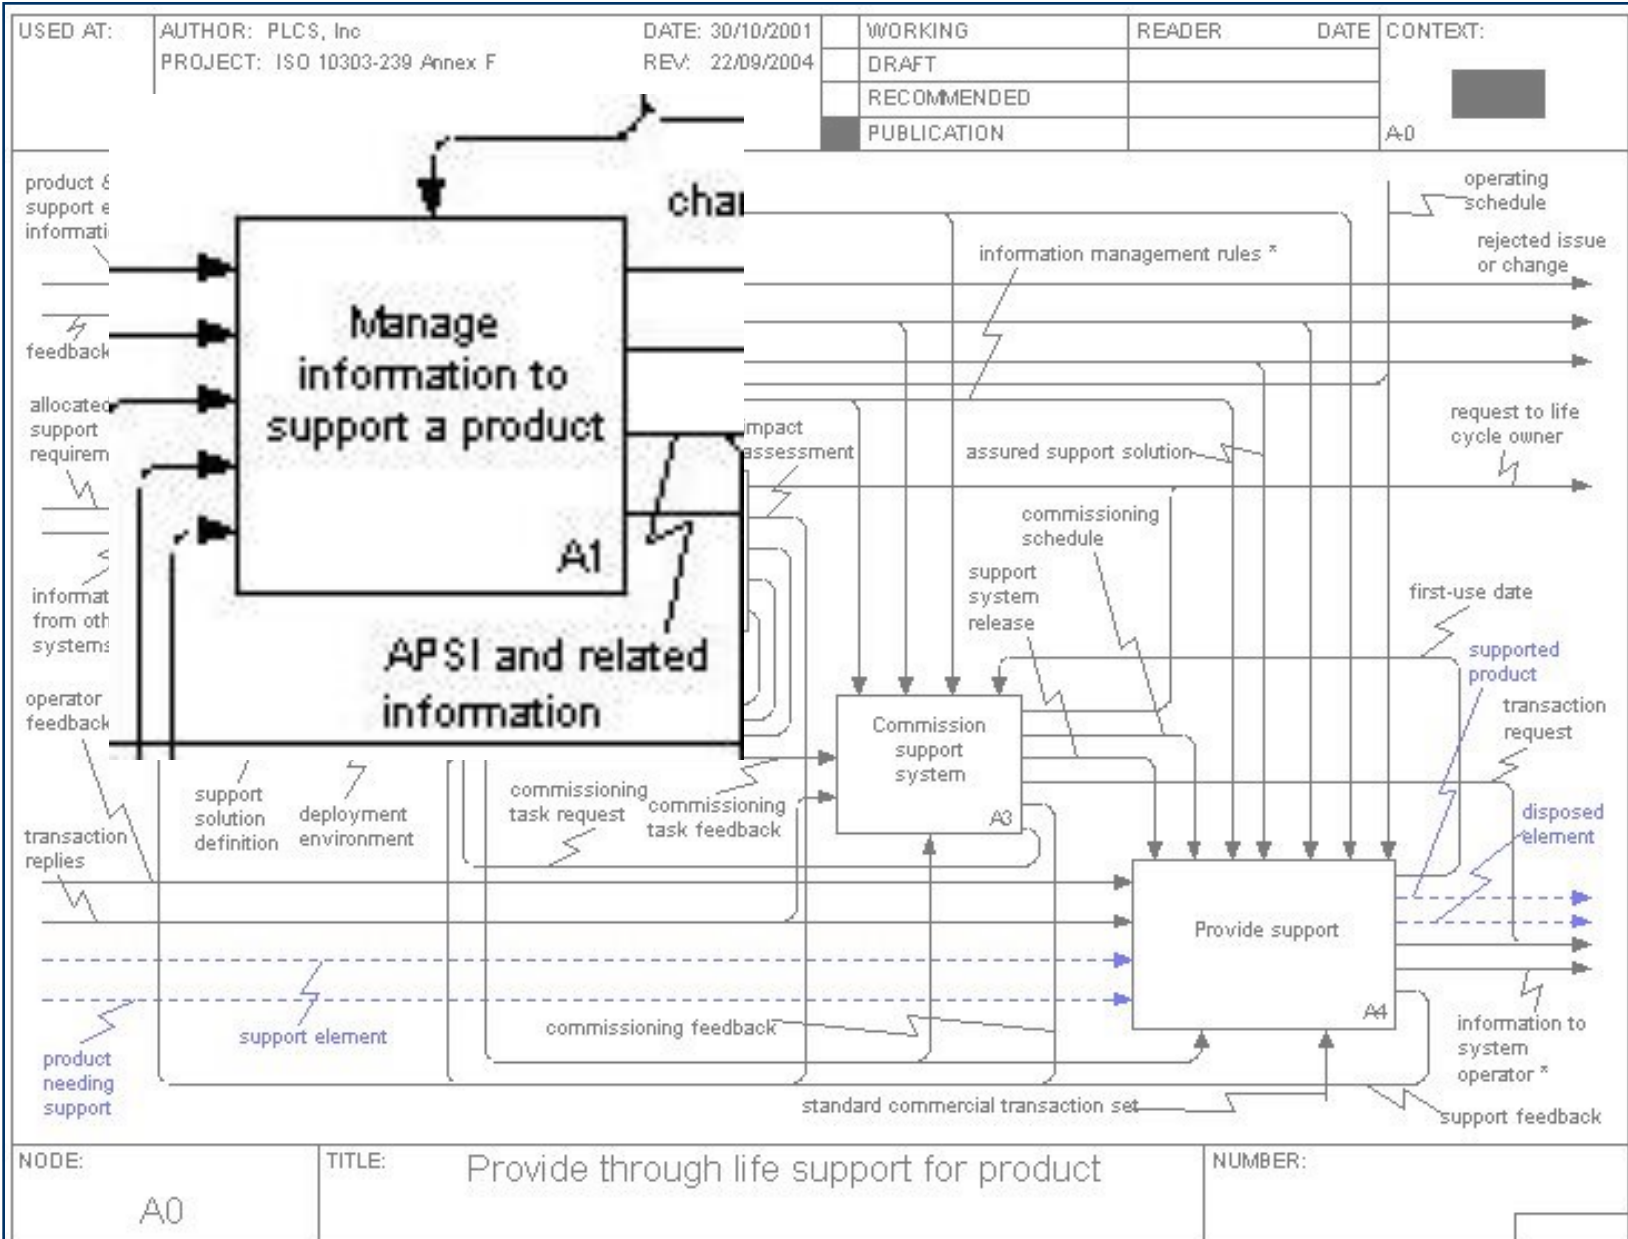 USED AT:
AUTHOR: PLCS, Inc
DATE: 30/10/2001
PROJECT: ISO 10303-239 Annex F
REV: 22/09/2004
WORKING
DRAFT
RECOMMENDED
PUBLICATION
READER
DATE
CONTEXT:
A-0
product &
support
Manage
information to
support a product
A1
APSI and related
information
feedback
support
operator
feedback
transaction
replies
support
solution
definition
deployment
environment
commissioning
task request
commissioning
task feedback
impact
assessment
information management rules *
assured support solution
commissioning
schedule
support
system
release
operating
schedule
rejected issue
or change
request to life
cycle owner
first-use date
supported
product
transaction
request
disposed
element
Commission
support
system
A3
Provide support
A4
information to
system
operator *
support feedback
standard commercial transaction set
commissioning feedback
support element
product
needing
support
NODE:
A0
TITLE:
Provide through life support for product
NUMBER: